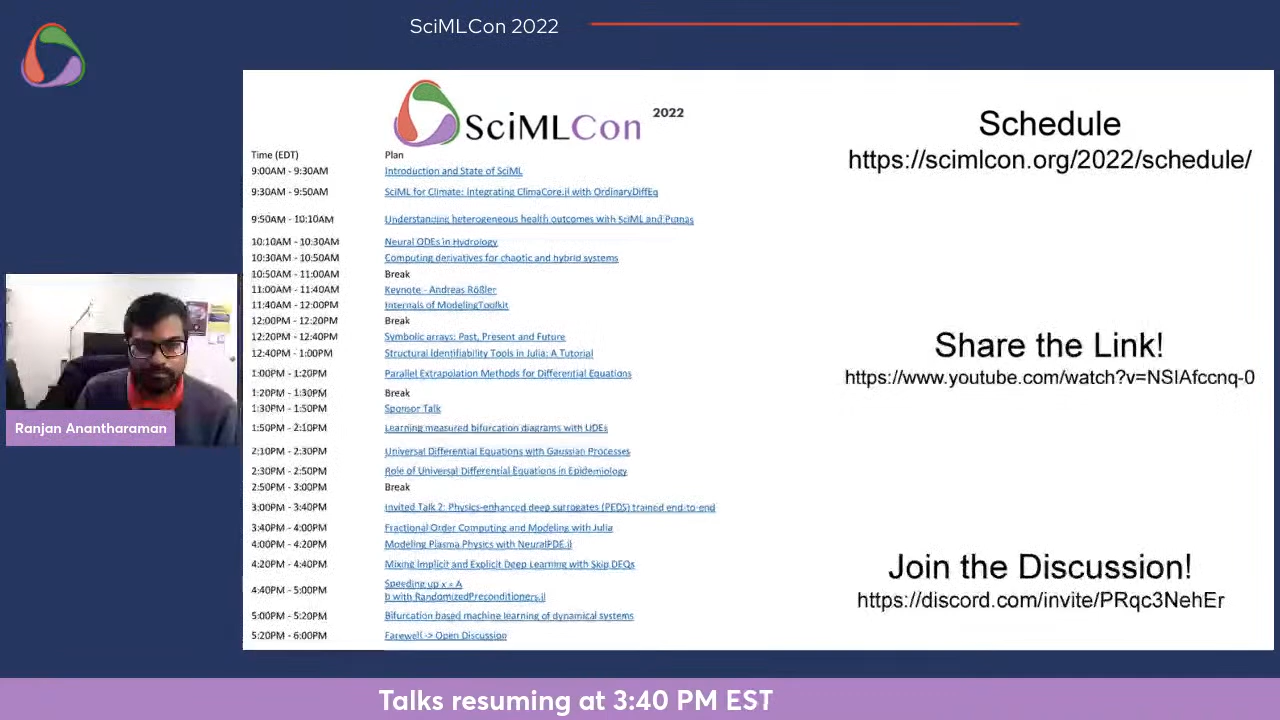 SciMLCon 2022
SciMLCon 2022
Time (EDT) Plan
9:00AM - 9:30AM Introduction and State of SciML
9:30AM - 9:50AM SciML for Climate: Integrating ClimaCore.jl with OrdinaryDiffEq
9:50AM - 10:10AM Understanding heterogeneous health outcomes with SciML and Pumas
10:10AM - 10:30AM Neural ODEs in Hydrology
10:30AM - 10:50AM Computing derivatives for chaotic and hybrid systems
10:50AM - 11:00AM Break
11:00AM - 11:40AM Keynote - Andreas Rößler
11:40AM - 12:00PM Internals of ModelingToolkit
12:00PM - 12:20PM Break
12:20PM - 12:40PM Symbolic arrays: Past, Present and Future
12:40PM - 1:00PM Structural Identifiability Tools in Julia: A Tutorial
1:00PM - 1:20PM Parallel Extrapolation Methods for Differential Equations
1:20PM - 1:30PM Break
1:30PM - 1:50PM Sponsor Talk
1:50PM - 2:10PM Learning measured bifurcation diagrams with UDEs
2:10PM - 2:30PM Universal Differential Equations with Gaussian Processes
2:30PM - 2:50PM Role of Universal Differential Equations in Epidemiology
2:50PM - 3:00PM Break
3:00PM - 3:40PM Invited Talk 2: Physics-enhanced deep surrogates (PEDS) trained end-to-end
3:40PM - 4:00PM Fractional Order Computing and Modeling with Julia
4:00PM - 4:20PM Modeling Plasma Physics with NeuralPDE.jl
4:20PM - 4:40PM Mixing Implicit and Explicit Deep Learning with Skip DEQs
4:40PM - 5:00PM Speeding up x = A
b with RandomizedPreconditioners.jl
5:00PM - 5:20PM Bifurcation based machine learning of dynamical systems
5:20PM - 6:00PM Farewell -> Open Discussion
Schedule
https://scimlcon.org/2022/schedule/
Share the Link!
https://www.youtube.com/watch?v=NSIAfccnq-0
Join the Discussion!
https://discord.com/invite/PRqc3NehEr
Ranjan Anantharaman
Talks resuming at 3:40 PM EST